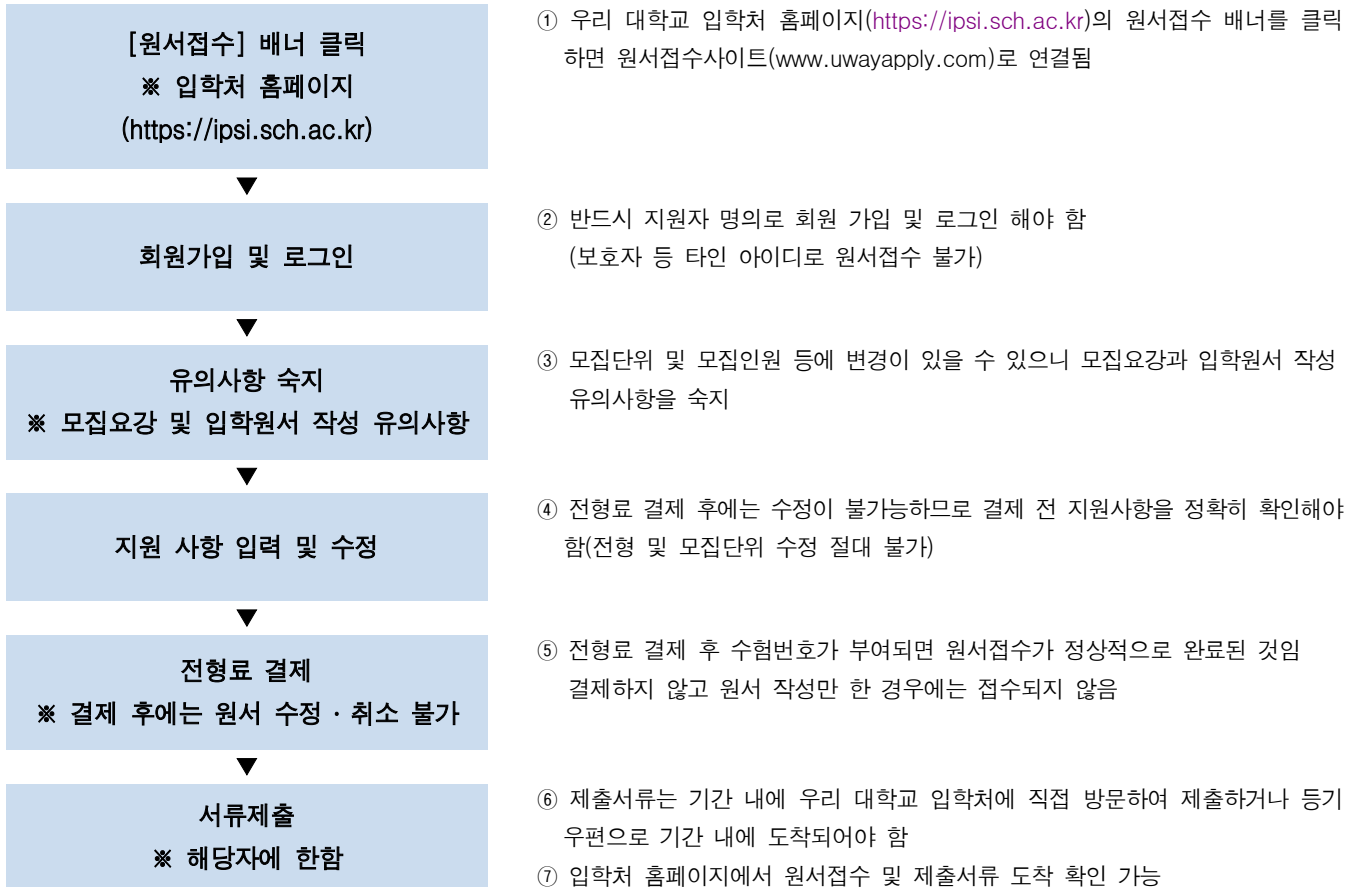 [원서접수] 배너 클릭
※ 입학처 홈페이지
(https://ipsi.sch.ac.kr)
① 우리 대학교 입학처 홈페이지(https://ipsi.sch.ac.kr)의 원서접수 배너를 클릭
하면 원서접수사이트(www.uwayapply.com)로 연결됨
▼
회원가입 및 로그인
② 반드시 지원자 명의로 회원 가입 및 로그인 해야 함
(보호자 등 타인 아이디로 원서접수 불가)
▼
유의사항 숙지
※ 모집요강 및 입학원서 작성 유의사항
③ 모집단위 및 모집인원 등에 변경이 있을 수 있으니 모집요강과 입학원서 작성
유의사항을 숙지
▼
지원 사항 입력 및 수정
④ 전형료 결제 후에는 수정이 불가능하므로 결제 전 지원사항을 정확히 확인해야
함(전형 및 모집단위 수정 절대 불가)
▼
전형료 결제
※ 결제 후에는 원서 수정 · 취소 불가
⑤ 전형료 결제 후 수험번호가 부여되면 원서접수가 정상적으로 완료된 것임
결제하지 않고 원서 작성만 한 경우에는 접수되지 않음
▼
서류제출
※ 해당자에 한함
⑥ 제출서류는 기간 내에 우리 대학교 입학처에 직접 방문하여 제출하거나 등기
우편으로 기간 내에 도착되어야 함
⑦ 입학처 홈페이지에서 원서접수 및 제출서류 도착 확인 가능